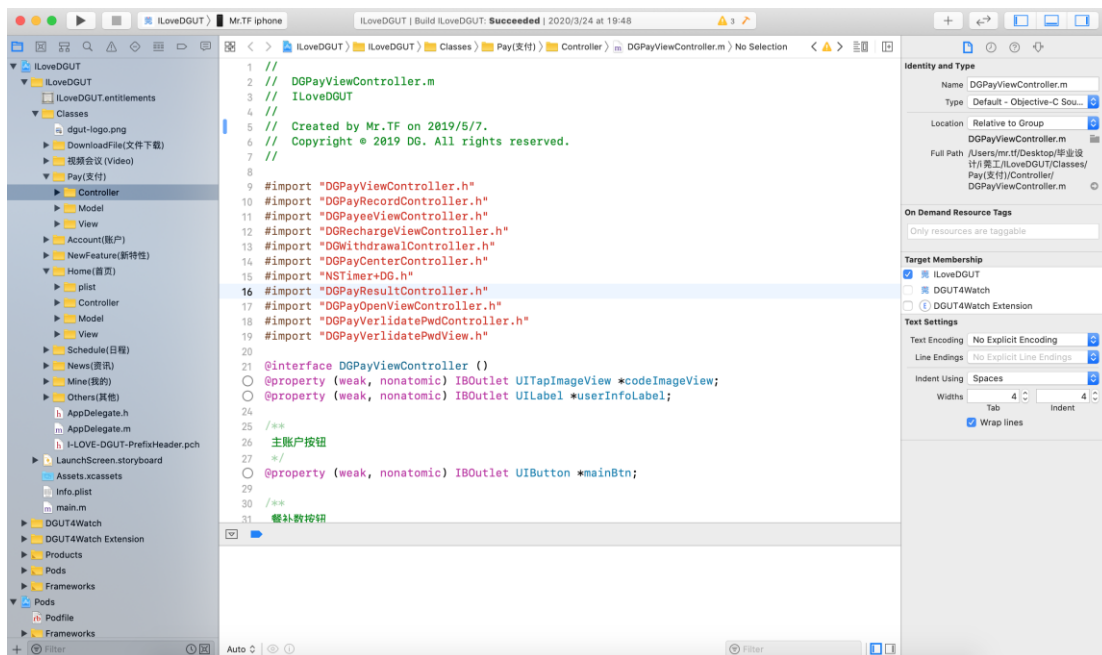 ILoveDGUT 〉 Mr.TF iphone
ILoveDGUT | Build ILoveDGUT: Succeeded | 2020/3/24 at 19:48
3
ILoveDGUT
ILoveDGUT
ILoveDGUT.entitlements
Classes
dgut-logo.png
DownloadFile(文件下载)
视频会议 (Video)
Pay(支付)
Controller
Model
View
Account(账户)
NewFeature(新特性)
Home(首页)
plist
Controller
Model
View
Schedule(日程)
News(资讯)
Mine(我的)
Others(其他)
h AppDelegate.h
m AppDelegate.m
h I-LOVE-DGUT-PrefixHeader.pch
LaunchScreen.storyboard
Assets.xcassets
Info.plist
m main.m
DGUT4Watch
DGUT4Watch Extension
Products
Pods
Frameworks
Pods
rb Podfile
Frameworks
Filter
ILoveDGUT 〉 ILoveDGUT 〉 Classes 〉 Pay(支付) 〉 Controller 〉 m DGPayViewController.m 〉 No Selection
1 //
2 // DGPayViewController.m
3 // ILoveDGUT
4 //
5 // Created by Mr.TF on 2019/5/7.
6 // Copyright © 2019 DG. All rights reserved.
7 //
8
9 #import "DGPayViewController.h"
10 #import "DGPayRecordController.h"
11 #import "DGPayeeViewController.h"
12 #import "DGRechargeViewController.h"
13 #import "DGWithdrawalController.h"
14 #import "DGPayCenterController.h"
15 #import "NSTimer+DG.h"
16 #import "DGPayResultController.h"
17 #import "DGPayOpenViewController.h"
18 #import "DGPayVerlidatePwdController.h"
19 #import "DGPayVerlidatePwdView.h"
20
21 @interface DGPayViewController ()
@property (weak, nonatomic) IBOutlet UITapImageView *codeImageView;
@property (weak, nonatomic) IBOutlet UILabel *userInfoLabel;
24
25 /**
26 主账户按钮
27 */
@property (weak, nonatomic) IBOutlet UIButton *mainBtn;
29
30 /**
31 餐补数按钮
Auto
Filter
Identity and Type
Name DGPayViewController.m
Type Default - Objective-C Sou...
Location Relative to Group
DGPayViewController.m
Full Path /Users/mr.tf/Desktop/毕业设
计/i莞工/ILoveDGUT/Classes/
Pay(支付)/Controller/
DGPayViewController.m
On Demand Resource Tags
Only resources are taggable
Target Membership
ILoveDGUT
DGUT4Watch
E DGUT4Watch Extension
Text Settings
Text Encoding No Explicit Encoding
Line Endings No Explicit Line Endings
Indent Using Spaces
Widths 4 4
Tab Indent
Wrap lines